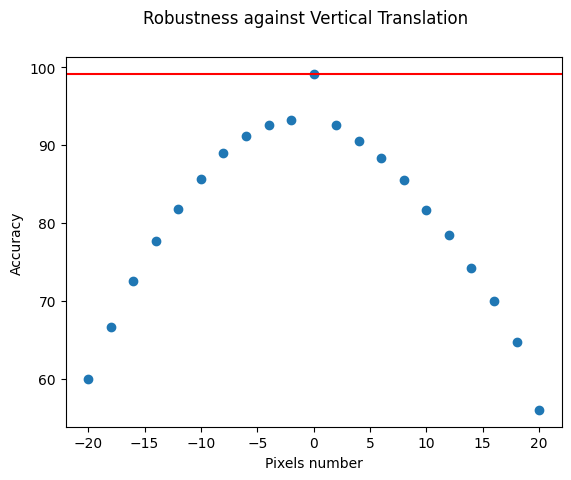 Robustness against Vertical Translation
100
90
80
70
60
Accuracy
−20 −15 −10 −5 0 5 10 15 20
Pixels number